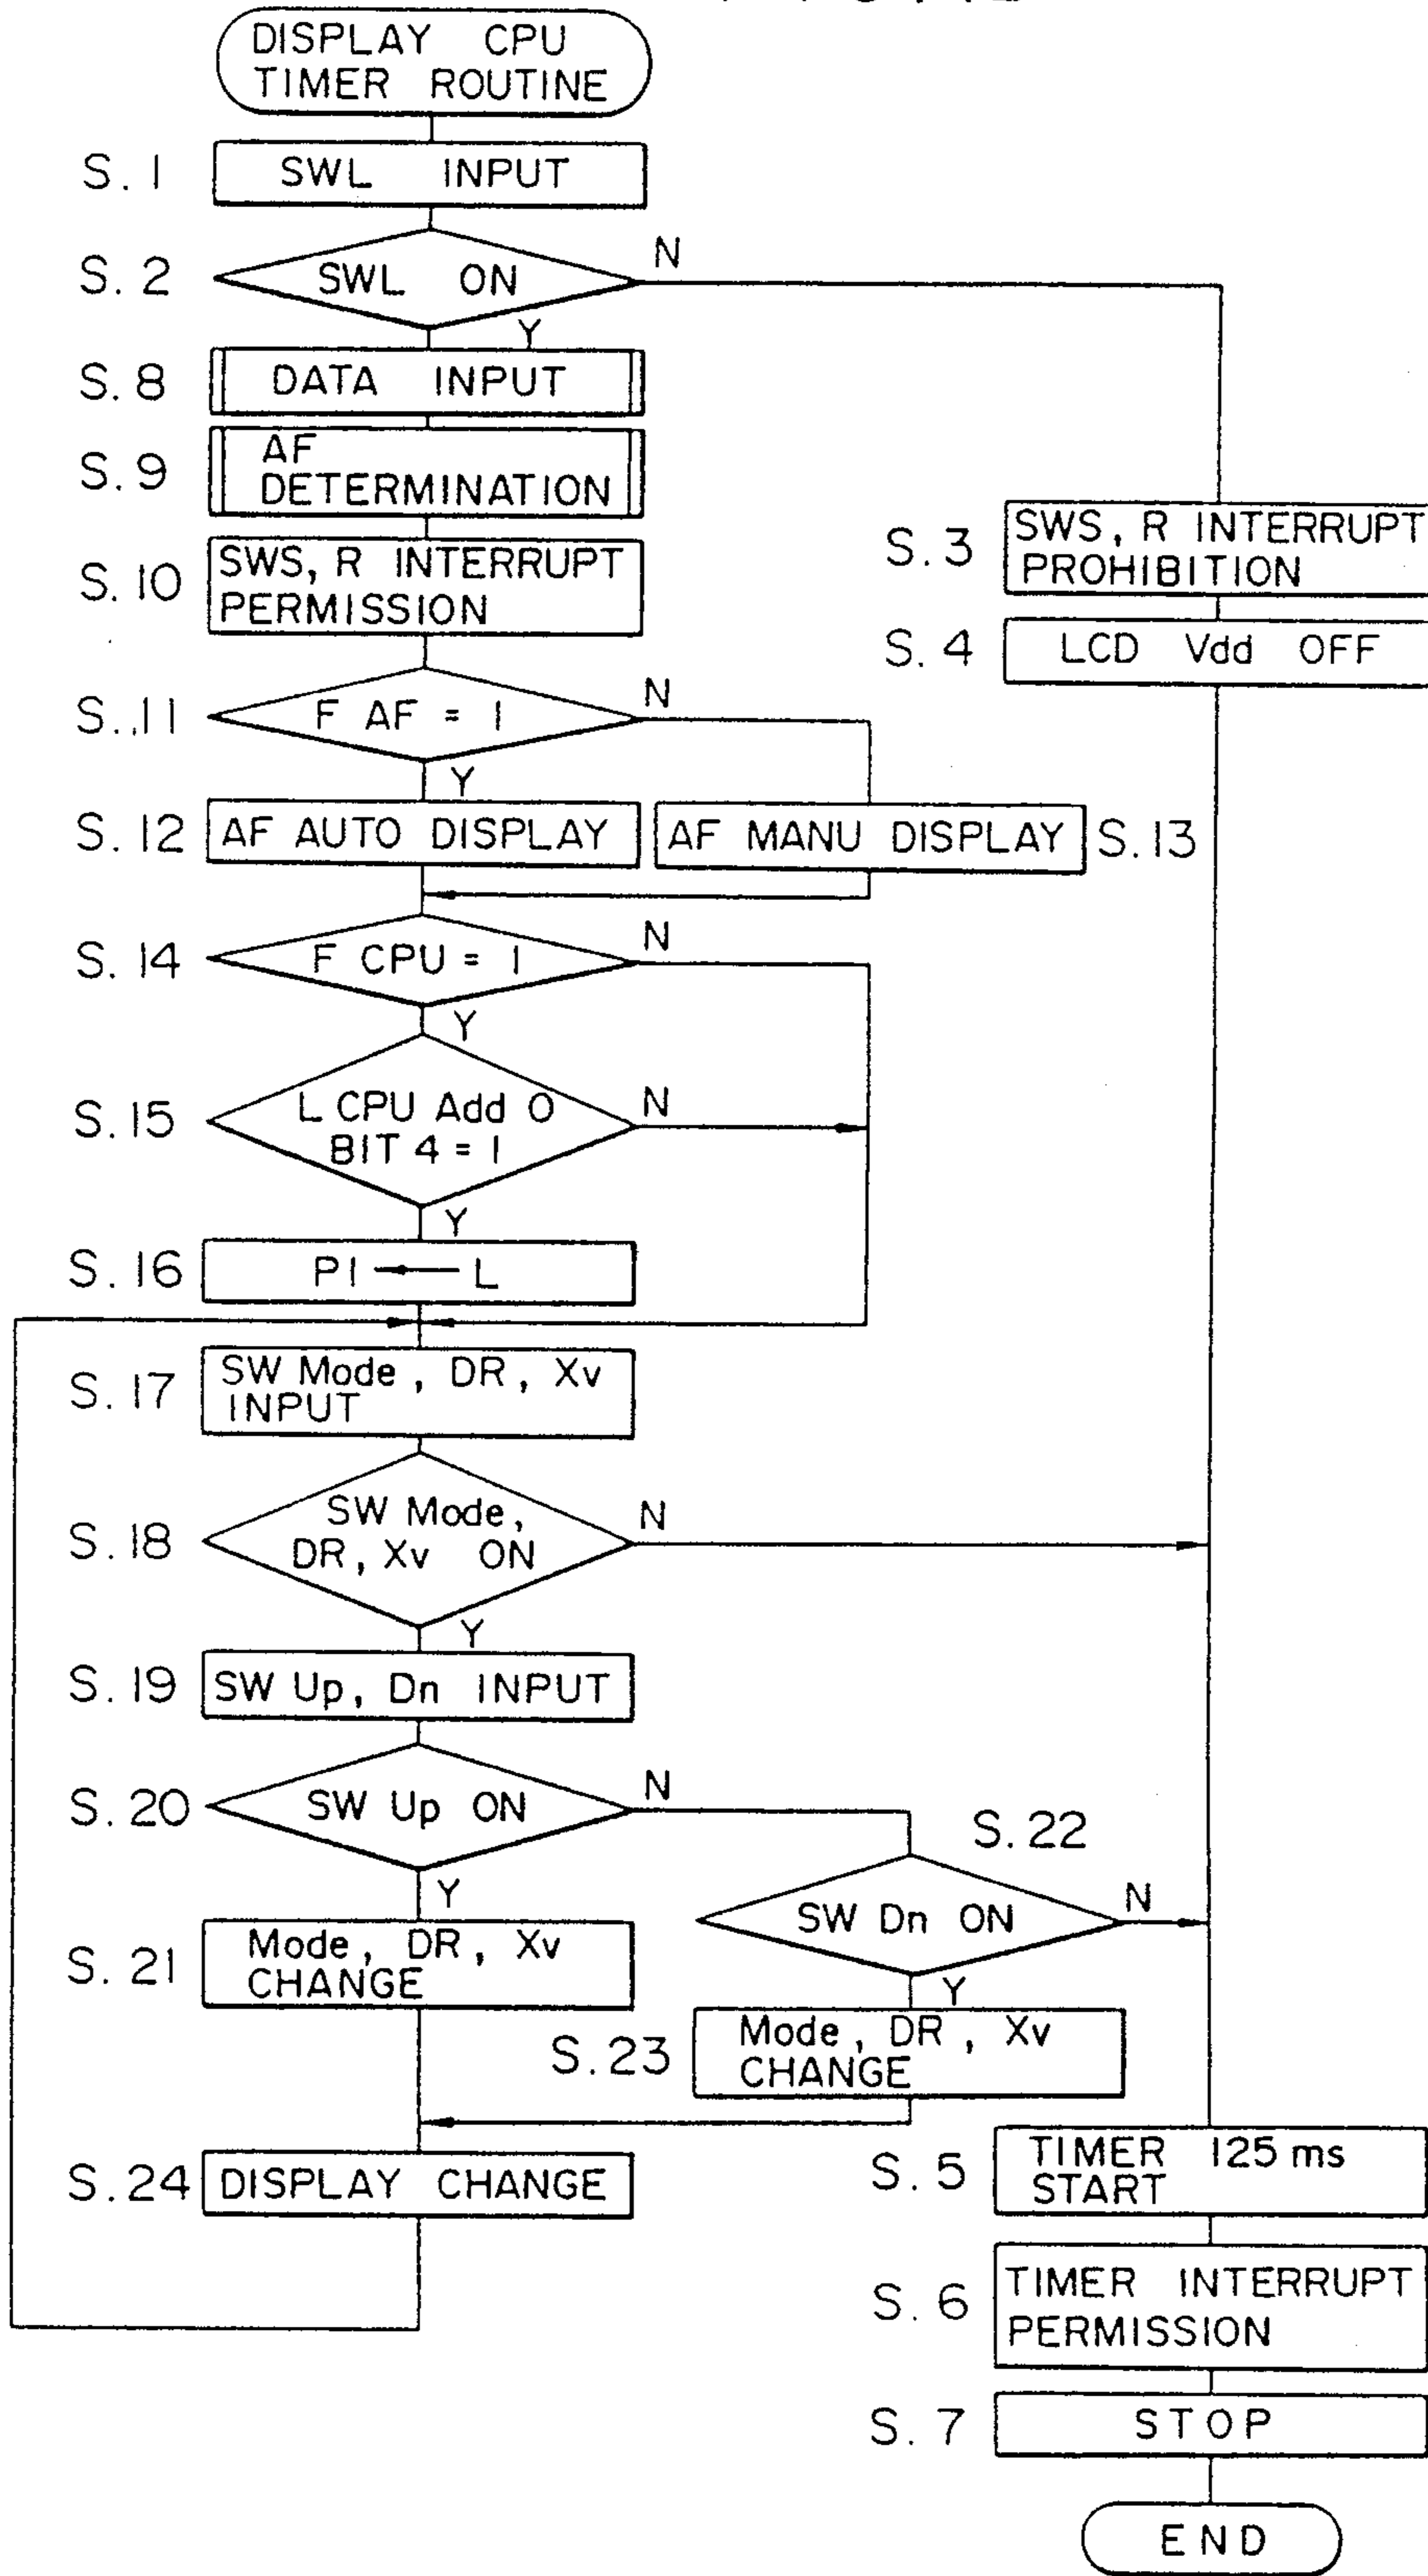 DISPLAY CPU
TIMER ROUTINE
S. 1
SWL INPUT
S. 2
SWL ON
N
Y
S. 8
DATA INPUT
S. 9
AF
DETERMINATION
S. 3
SWS, R INTERRUPT
PROHIBITION
S. 10
SWS, R INTERRUPT
PERMISSION
S. 4
LCD Vdd OFF
S. 11
F AF = 1
N
Y
S. 12
AF AUTO DISPLAY
AF MANU DISPLAY
S. 13
S. 14
F CPU = 1
N
Y
S. 15
L CPU Add 0
BIT 4 = 1
N
Y
S. 16
PI ← L
S. 17
SW Mode, DR, Xv
INPUT
S. 18
SW Mode,
DR, Xv ON
N
Y
S. 19
SW Up, Dn INPUT
S. 20
SW Up ON
N
Y
S. 22
SW Dn ON
N
Y
S. 21
Mode, DR, Xv
CHANGE
S. 23
Mode, DR, Xv
CHANGE
S. 24
DISPLAY CHANGE
S. 5
TIMER 125 ms
START
S. 6
TIMER INTERRUPT
PERMISSION
S. 7
STOP
END